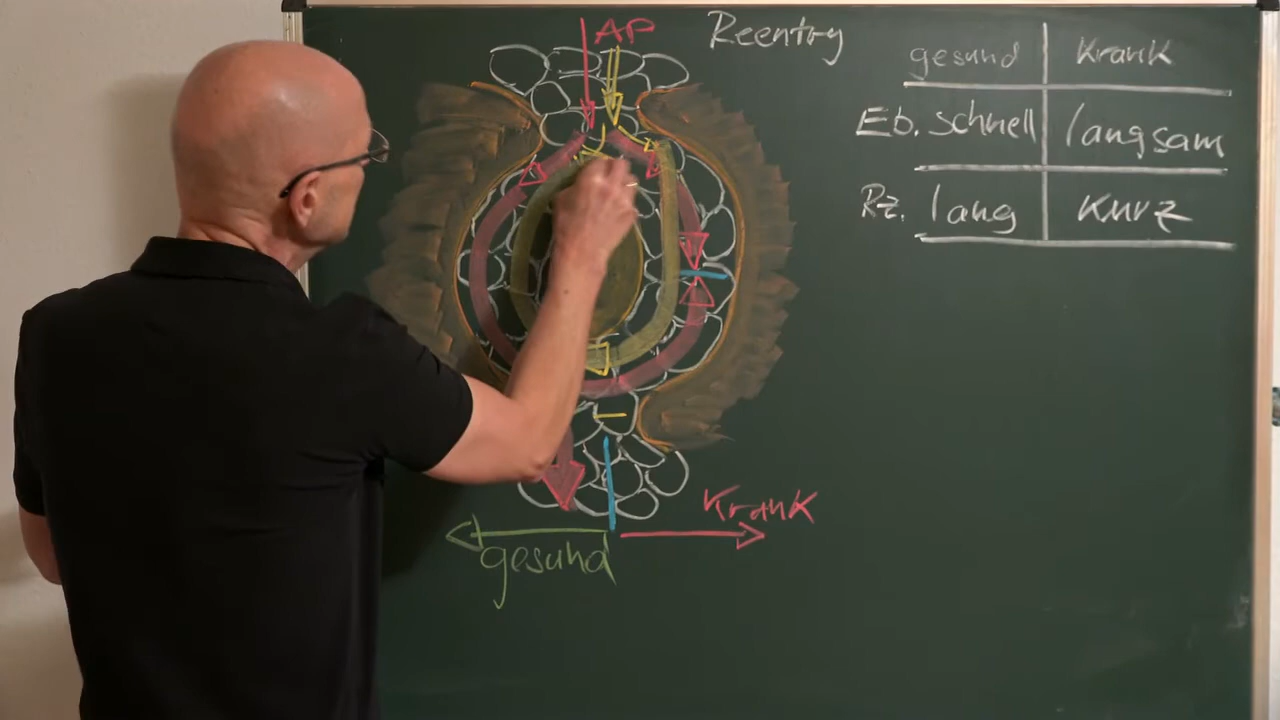 AP
Reentry
gesund Krank
Eb. schnell langsam
Rz. lang Kurz
Krank
gesund